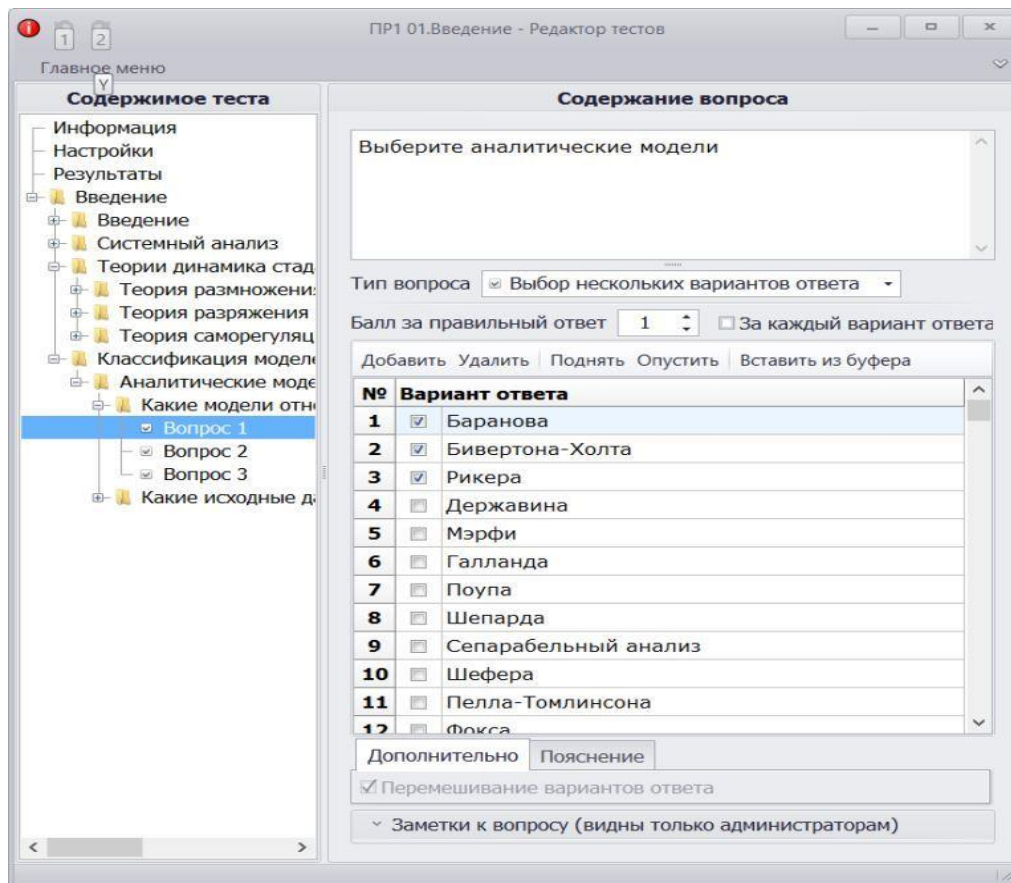 1 2
ПР1 01.Введение - Редактор тестов
Главное меню
Y
Содержимое теста
Информация
Настройки
Результаты
Введение
Введение
Системный анализ
Теории динамика стад
Теория размножени
Теория разряжения
Теория саморегуляц
Классификация модел
Аналитические моде
Какие модели отн
Вопрос 1
Вопрос 2
Вопрос 3
Какие исходные д
Содержание вопроса
Выберите аналитические модели
Тип вопроса Выбор нескольких вариантов ответа
Балл за правильный ответ 1 За каждый вариант ответа
Добавить Удалить Поднять Опустить Вставить из буфера
№ Вариант ответа
1 Баранова
2 Бивертона-Холта
3 Рикера
4 Державина
5 Мэрфи
6 Галланда
7 Поупа
8 Шепарда
9 Сепарабельный анализ
10 Шефера
11 Пелла-Томлинсона
12 Фокса
Дополнительно Пояснение
Перемешивание вариантов ответа
Заметки к вопросу (видны только администраторам)